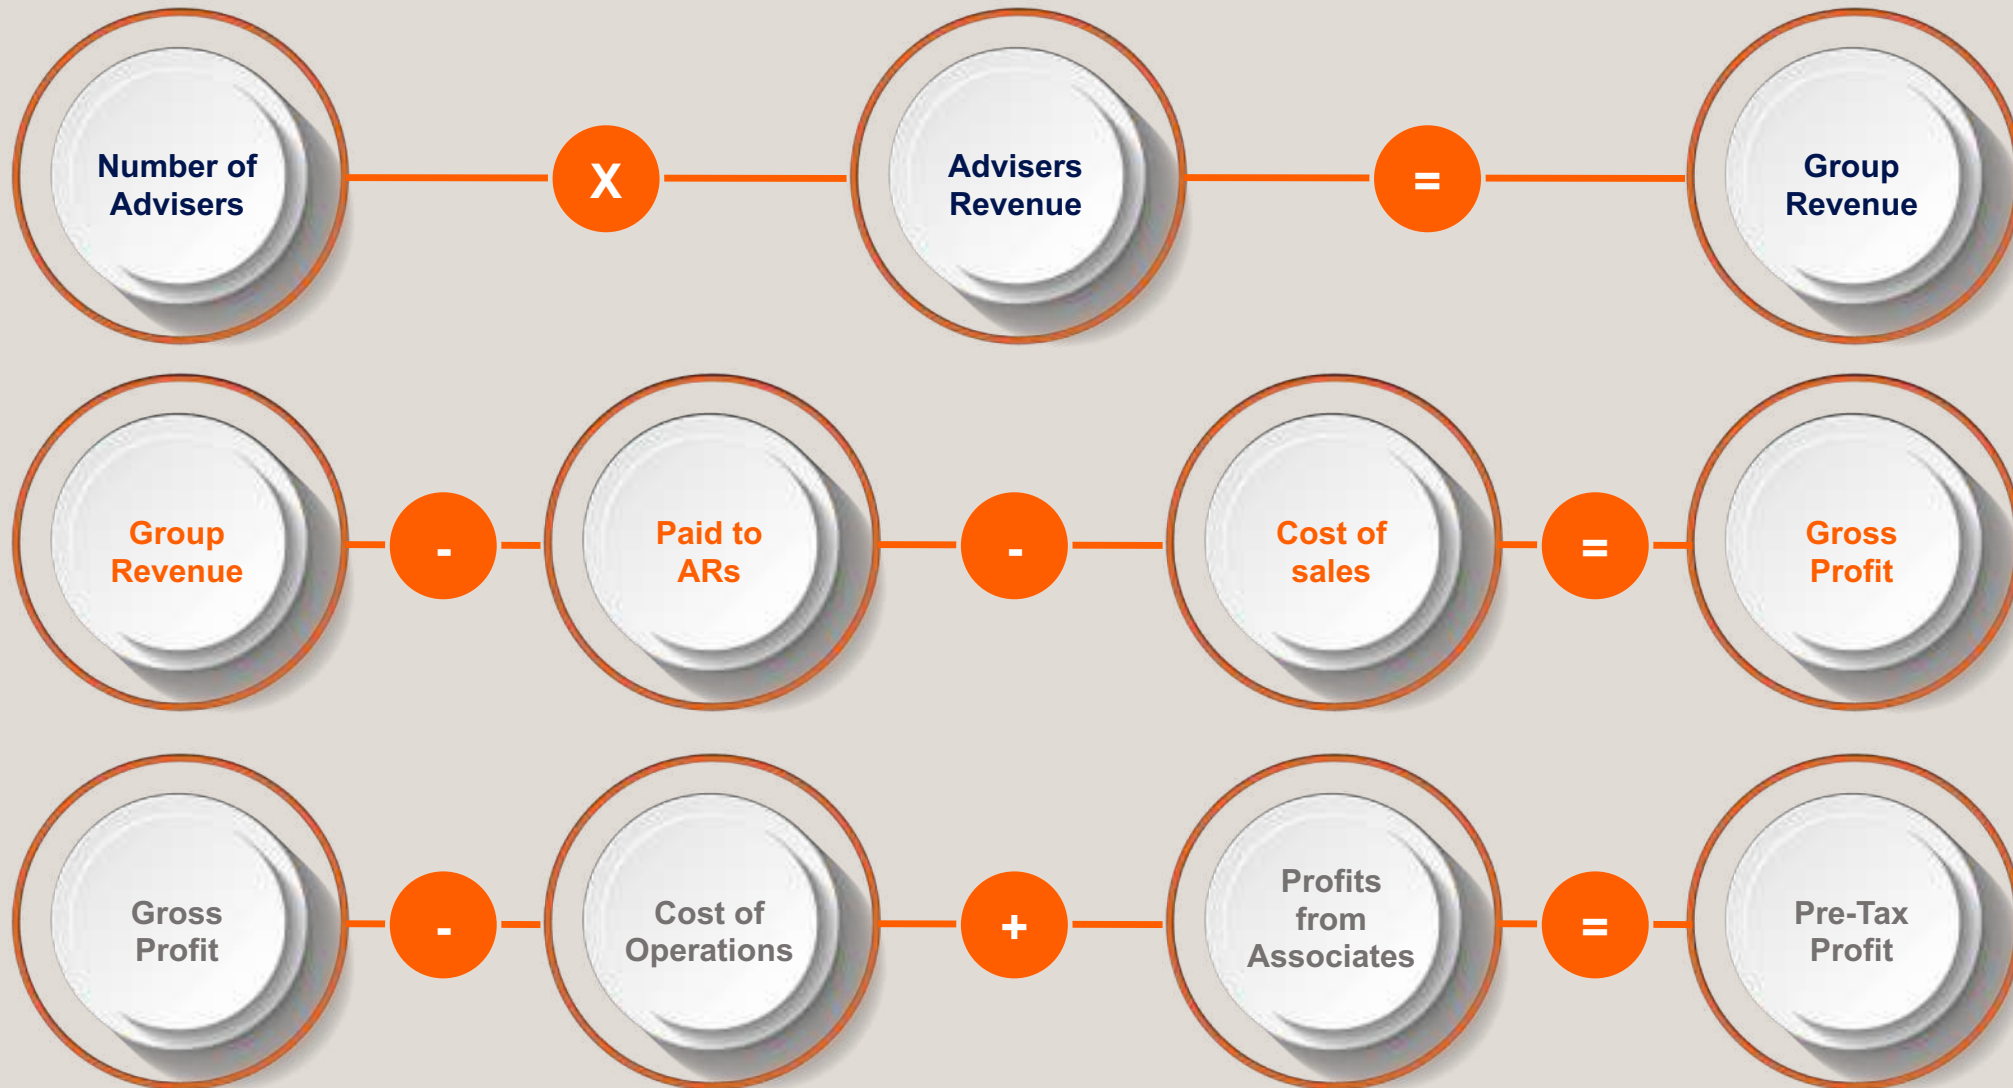 Number of
Advisers
X
Advisers
Revenue
=
Group
Revenue
Group
Revenue
-
Paid to
ARs
-
Cost of
sales
=
Gross
Profit
Gross
Profit
-
Cost of
Operations
+
Profits
from
Associates
=
Pre-Tax
Profit